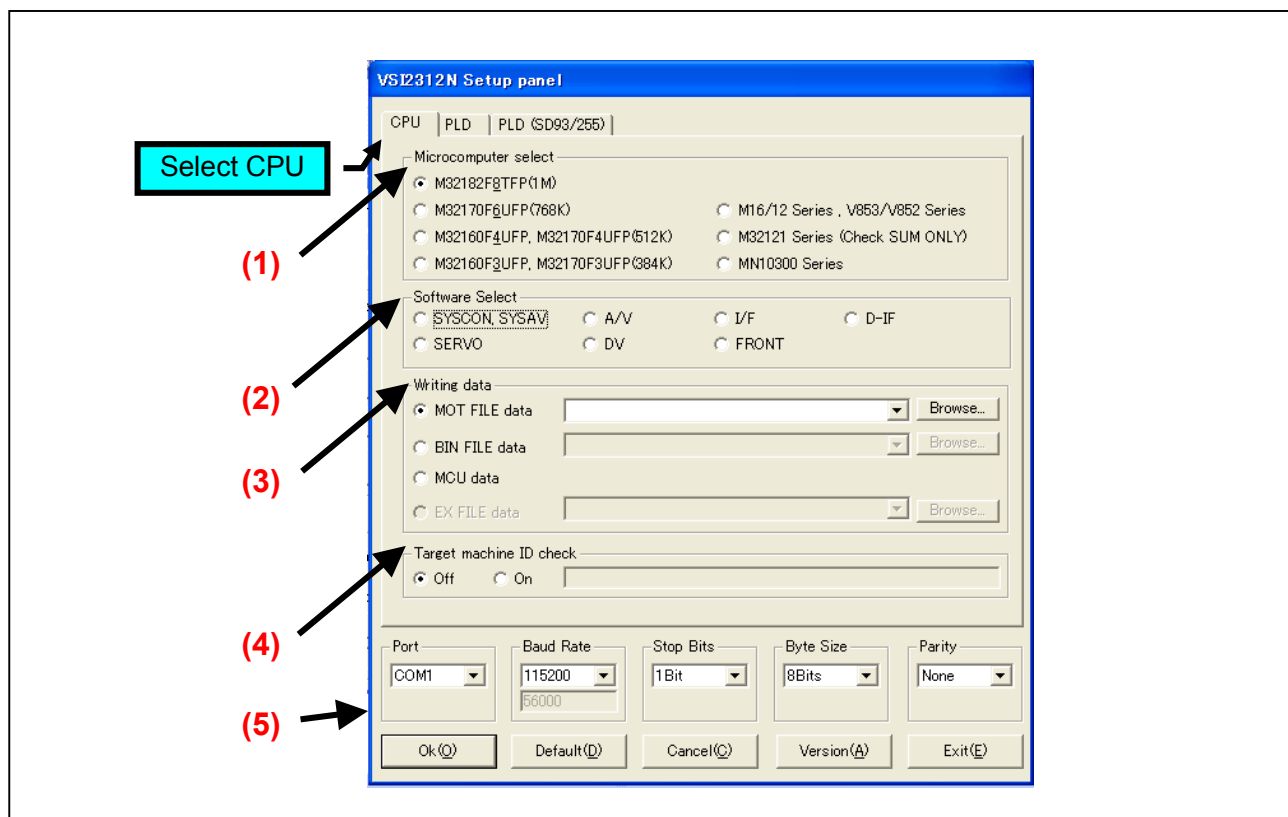 VSI2312N Setup panel
CPU PLD PLD (SD93/255)
Select CPU
Microcomputer select
M32182F8TFP(1M)
M32170F6UFP(768K) M16/12 Series , V853/V852 Series
M32160F4UFP, M32170F4UFP(512K) M32121 Series (Check SUM ONLY)
(1)
M32160F3UFP, M32170F3UFP(384K) MN10300 Series
Software Select
SYSCON, SYSAV A/V I/F D-IF
SERVO DV FRONT
(2)
Writing data
MOT FILE data Browse...
BIN FILE data Browse...
(3)
MCU data
EX FILE data Browse...
Target machine ID check
Off On
(4)
Port Baud Rate Stop Bits Byte Size Parity
COM1 115200 1Bit 8Bits None
56000
(5)
Ok(O) Default(D) Cancel(C) Version(A) Exit(E)